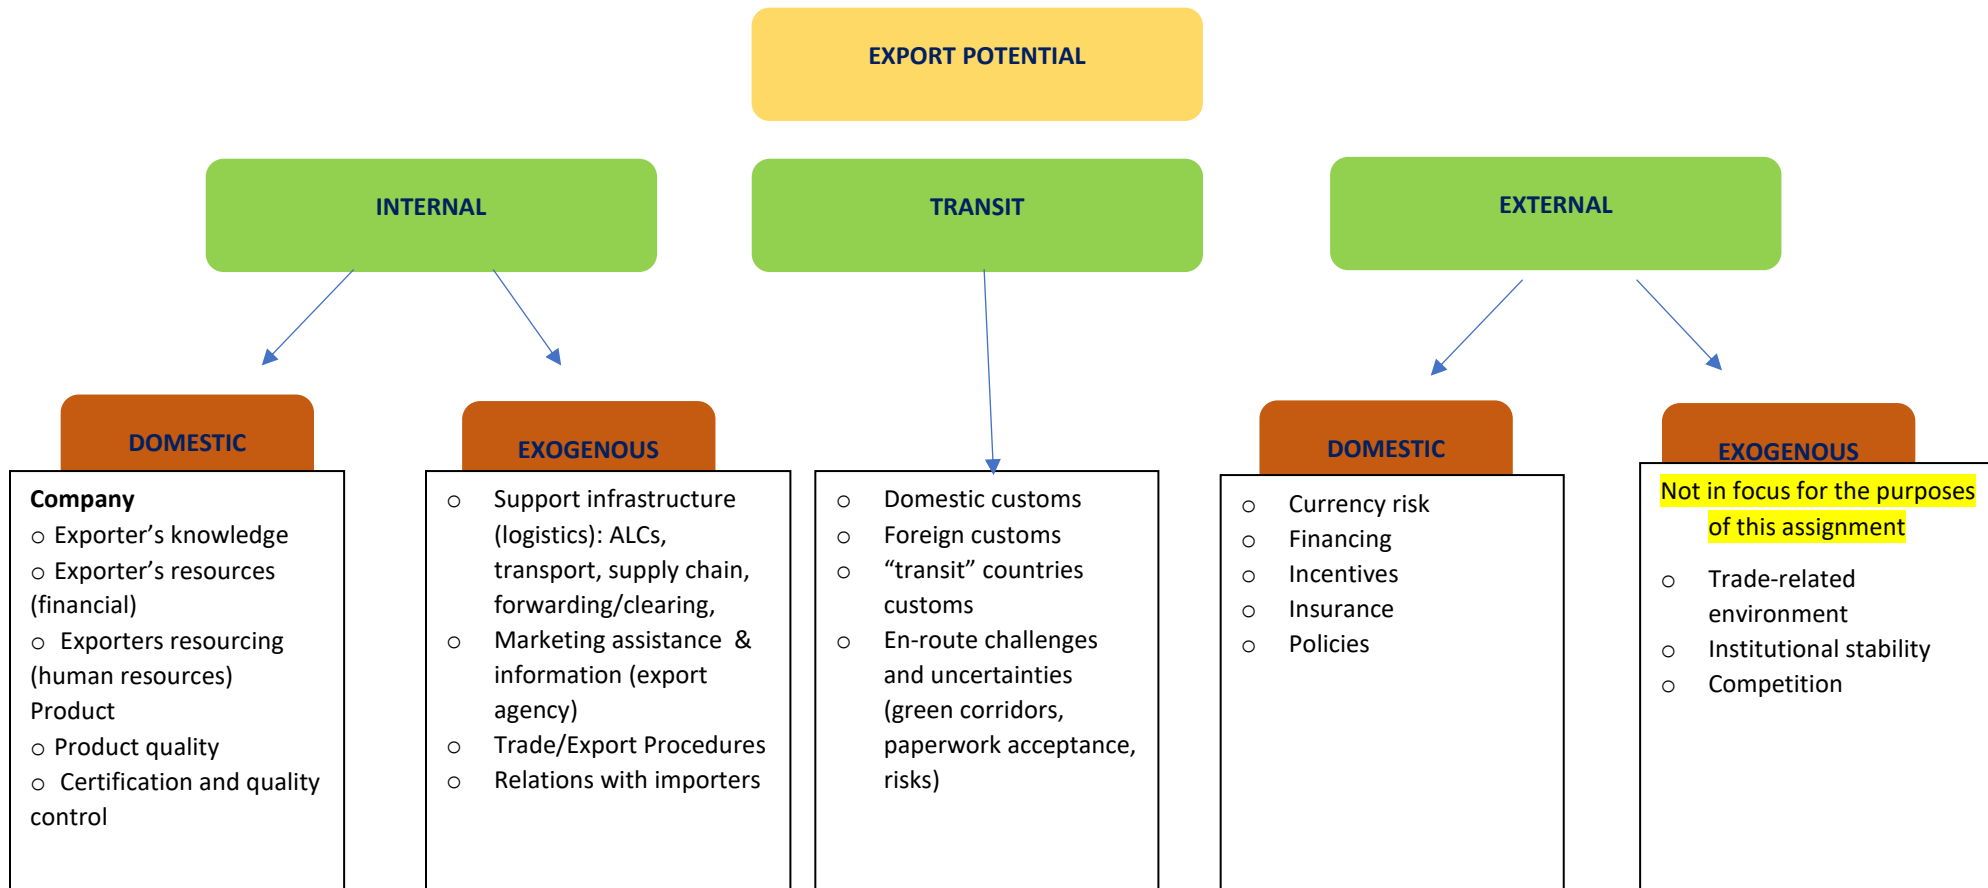 EXPORT POTENTIAL
INTERNAL
TRANSIT
EXTERNAL
DOMESTIC
Company
o Exporter’s knowledge
o Exporter’s resources
(financial)
o Exporters resourcing
(human resources)
Product
o Product quality
o Certification and quality
control
EXOGENOUS
o Support infrastructure
(logistics): ALCs,
transport, supply chain,
forwarding/clearing,
o Marketing assistance &
information (export
agency)
o Trade/Export Procedures
o Relations with importers
o Domestic customs
o Foreign customs
o “transit” countries
customs
o En-route challenges
and uncertainties
(green corridors,
paperwork acceptance,
risks)
DOMESTIC
o Currency risk
o Financing
o Incentives
o Insurance
o Policies
EXOGENOUS
Not in focus for the purposes
of this assignment
o Trade-related
environment
o Institutional stability
o Competition